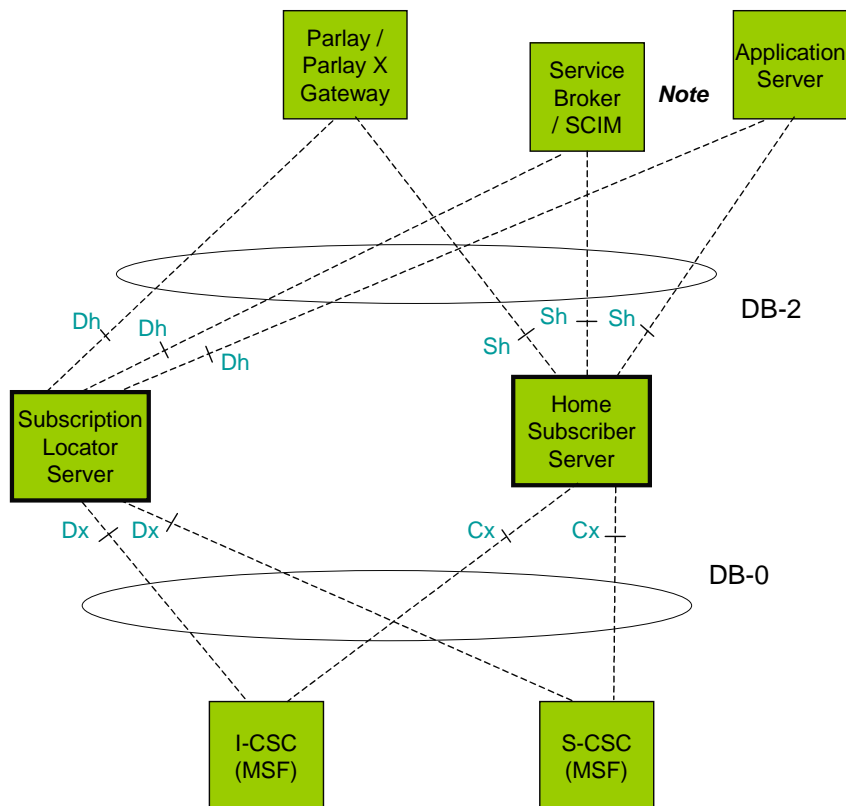 Parlay /
Parlay X
Gateway
Service
Broker
/ SCIM
Note
Application
Server
DB-2
Dh
Dh
Dh
Sh
Sh
Sh
Subscription
Locator
Server
Home
Subscriber
Server
Dx
Dx
Cx
Cx
DB-0
I-CSC
(MSF)
S-CSC
(MSF)